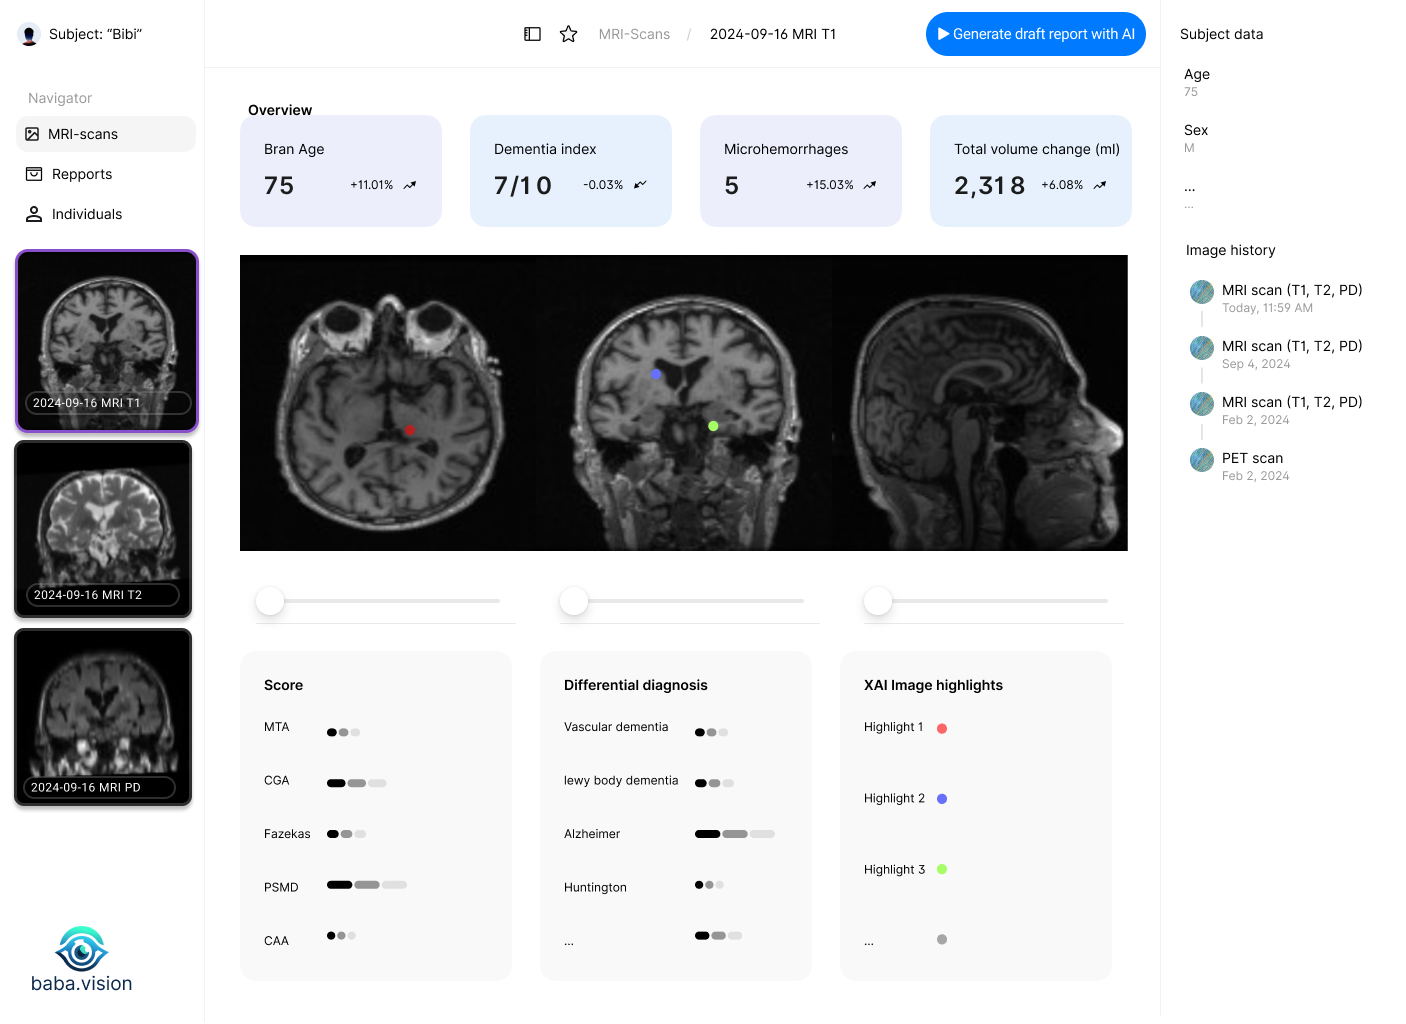 Subject: “Bibi”
Navigator
MRI-scans
Repports
Individuals
2024-09-16 MRI T1
2024-09-16 MRI T2
2024-09-16 MRI PD
baba.vision
MRI-Scans / 2024-09-16 MRI T1
Generate draft report with AI
Overview
Bran Age
75 +11.01%
Dementia index
7/10 -0.03%
Microhemorrhages
5 +15.03%
Total volume change (ml)
2,318 +6.08%
Score
MTA
CGA
Fazekas
PSMD
CAA
Differential diagnosis
Vascular dementia
lewy body dementia
Alzheimer
Huntington
...
XAI Image highlights
Highlight 1
Highlight 2
Highlight 3
...
Subject data
Age
75
Sex
M
...
...
Image history
MRI scan (T1, T2, PD)
Today, 11:59 AM
MRI scan (T1, T2, PD)
Sep 4, 2024
MRI scan (T1, T2, PD)
Feb 2, 2024
PET scan
Feb 2, 2024